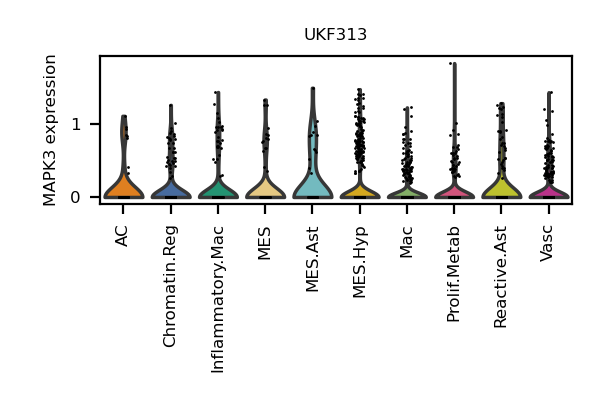 UKF313
MAPK3 expression
1
0
AC
Chromatin.Reg
Inflammatory.Mac
MES
MES.Ast
MES.Hyp
Mac
Prolif.Metab
Reactive.Ast
Vasc